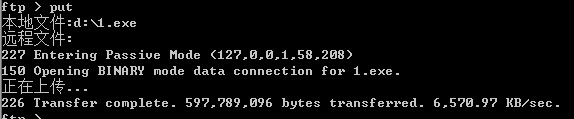 ftp > put
本地文件:d:\1.exe
远程文件:
227 Entering Passive Mode (127,0,0,1,58,208)
150 Opening BINARY mode data connection for 1.exe.
正在上传...
226 Transfer complete. 597,789,096 bytes transferred. 6,570.97 KB/sec.
ftp >